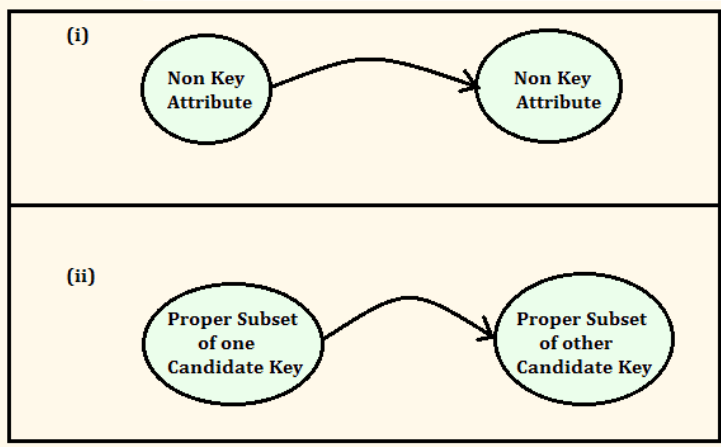 (i)
Non Key
Attribute
Non Key
Attribute
(ii)
Proper Subset
of one
Candidate Key
Proper Subset
of other
Candidate Key